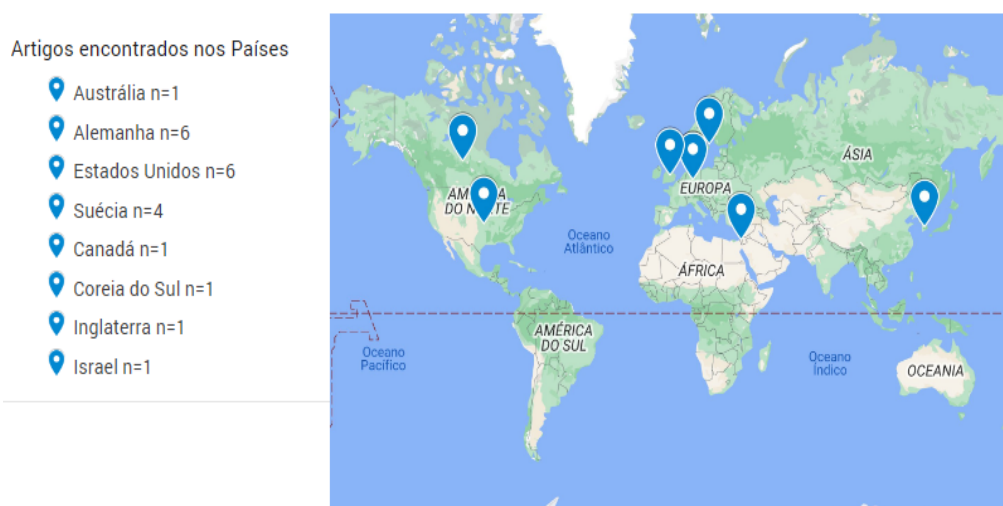 Artigos encontrados nos Países
Austrália n=1
Alemanha n=6
Estados Unidos n=6
Suécia n=4
Canadá n=1
Coreia do Sul n=1
Inglaterra n=1
Israel n=1
ÁSIA
EUROPA
DO
Oceano
Atlântico
ÁFRICA
AMÉRICA
DO SUL
Oceano
Pacífico
Oceano
Índico
OCEANIA